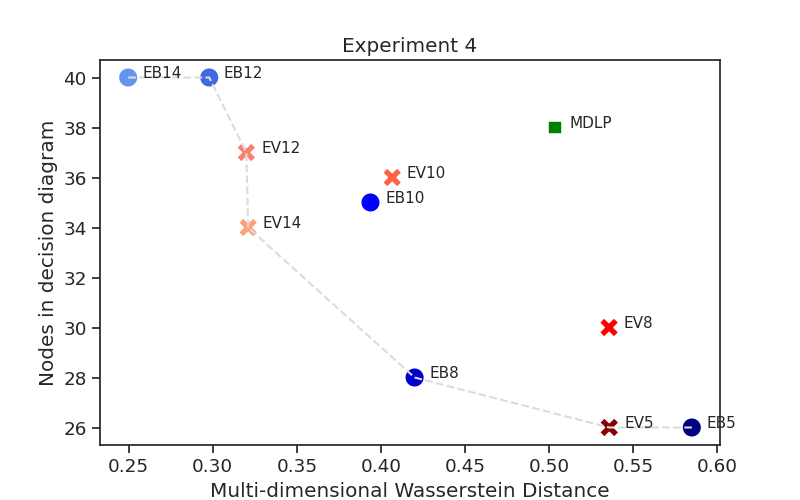 Experiment 4
Nodes in decision diagram
40
38
36
34
32
30
28
26
EB14
EB12
MDLP
EV12
EV10
EB10
EV14
EV8
EB8
EV5
EB5
0.25
0.30
0.35
0.40
0.45
0.50
0.55
0.60
Multi-dimensional Wasserstein Distance